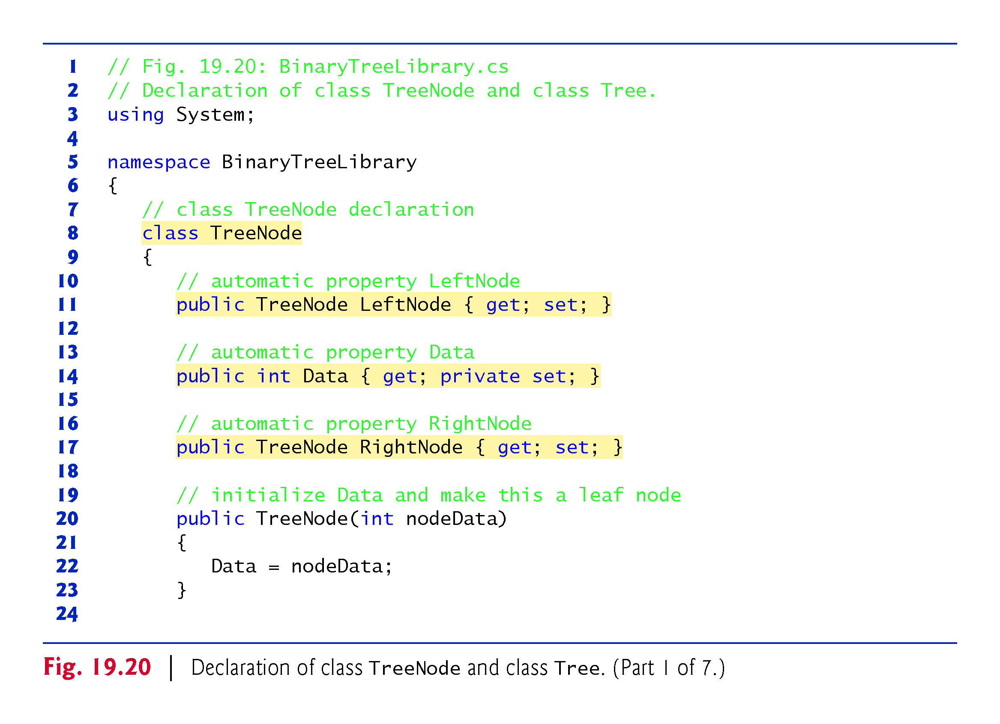 1 // Fig. 19.20: BinaryTreeLibrary.cs
2 // Declaration of class TreeNode and class Tree.
3 using System;
4
5 namespace BinaryTreeLibrary
6 {
7    // class TreeNode declaration
8    class TreeNode
9    {
10       // automatic property LeftNode
11       public TreeNode LeftNode { get; set; }
12
13       // automatic property Data
14       public int Data { get; private set; }
15
16       // automatic property RightNode
17       public TreeNode RightNode { get; set; }
18
19       // initialize Data and make this a leaf node
20       public TreeNode(int nodeData)
21       {
22          Data = nodeData;
23       }
24
Fig. 19.20 | Declaration of class TreeNode and class Tree. (Part 1 of 7.)